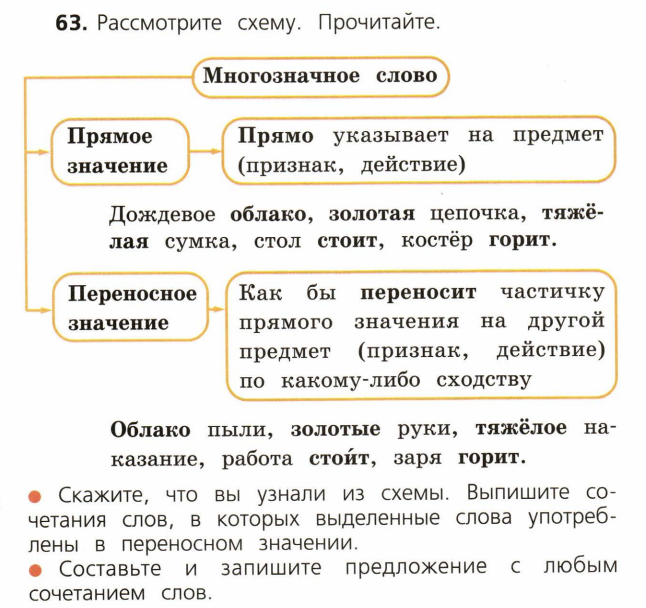 63. Рассмотрите схему. Прочитайте.
Многозначное слово
Прямое
значение
Прямо указывает на предмет
(признак, действие)
Дождевое облако, золотая цепочка, тяжё-
лая сумка, стол стоит, костёр горит.
Переносное
значение
Как бы переносит частичку
прямого значения на другой
предмет (признак, действие)
по какому-либо сходству
Облако пыли, золотые руки, тяжёлое на-
казание, работа стои́т, заря горит.
● Скажите, что вы узнали из схемы. Выпишите со-
четания слов, в которых выделенные слова употреб-
лены в переносном значении.
● Составьте и запишите предложение с любым
сочетанием слов.